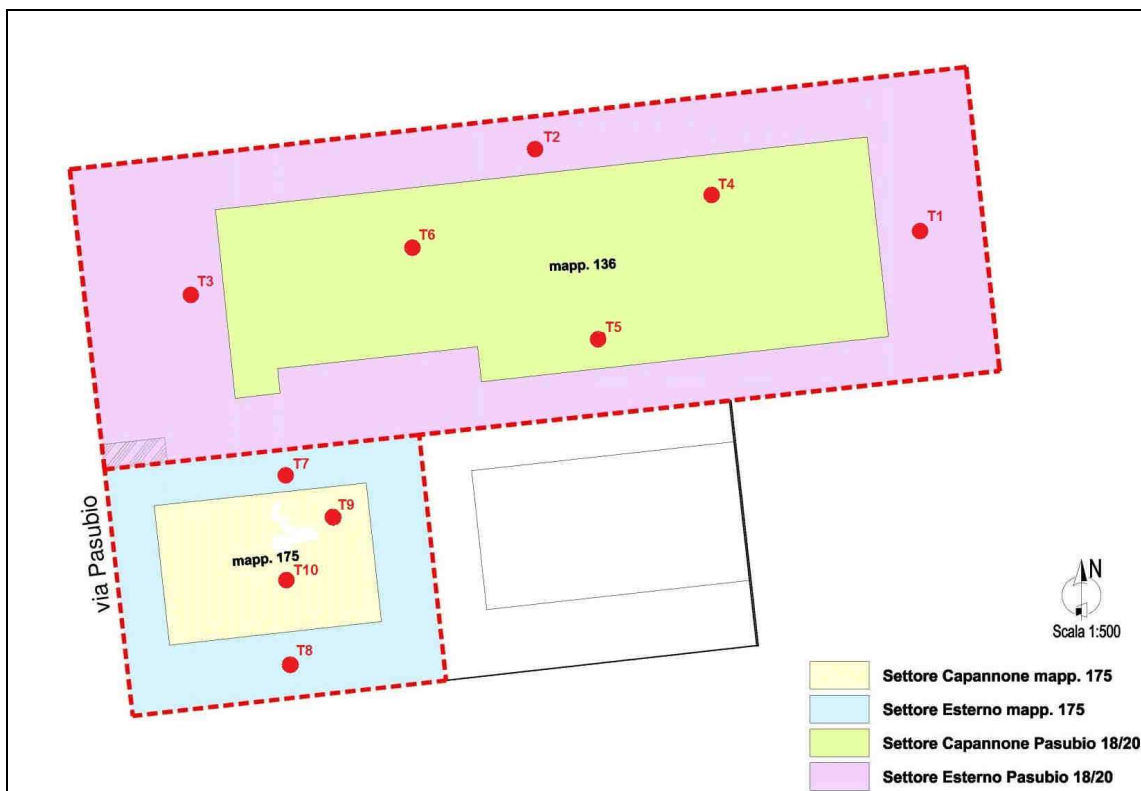 T2
T4
T1
T6
mapp. 136
T3
T5
T7
via Pasubio
T9
mapp. 175
T10
T8
N
Scala 1:500
Settore Capannone mapp. 175
Settore Esterno mapp. 175
Settore Capannone Pasubio 18/20
Settore Esterno Pasubio 18/20